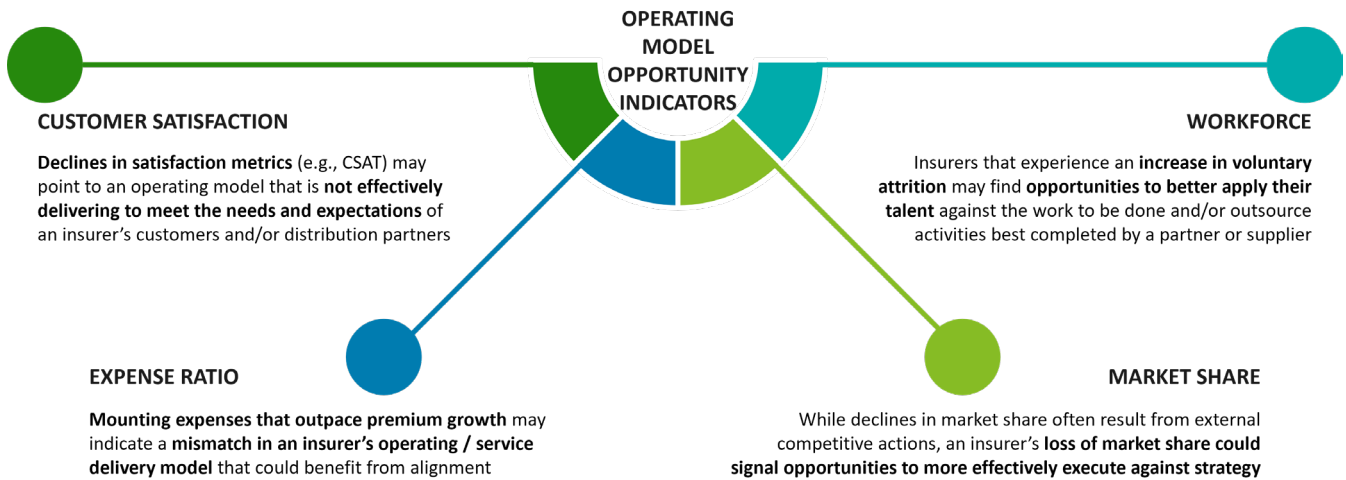 OPERATING
MODEL
OPPORTUNITY
INDICATORS
CUSTOMER SATISFACTION
Declines in satisfaction metrics (e.g., CSAT) may
point to an operating model that is not effectively
delivering to meet the needs and expectations of
an insurer’s customers and/or distribution partners
WORKFORCE
Insurers that experience an increase in voluntary
attrition may find opportunities to better apply their
talent against the work to be done and/or outsource
activities best completed by a partner or supplier
EXPENSE RATIO
Mounting expenses that outpace premium growth may
indicate a mismatch in an insurer’s operating / service
delivery model that could benefit from alignment
MARKET SHARE
While declines in market share often result from external
competitive actions, an insurer’s loss of market share could
signal opportunities to more effectively execute against strategy